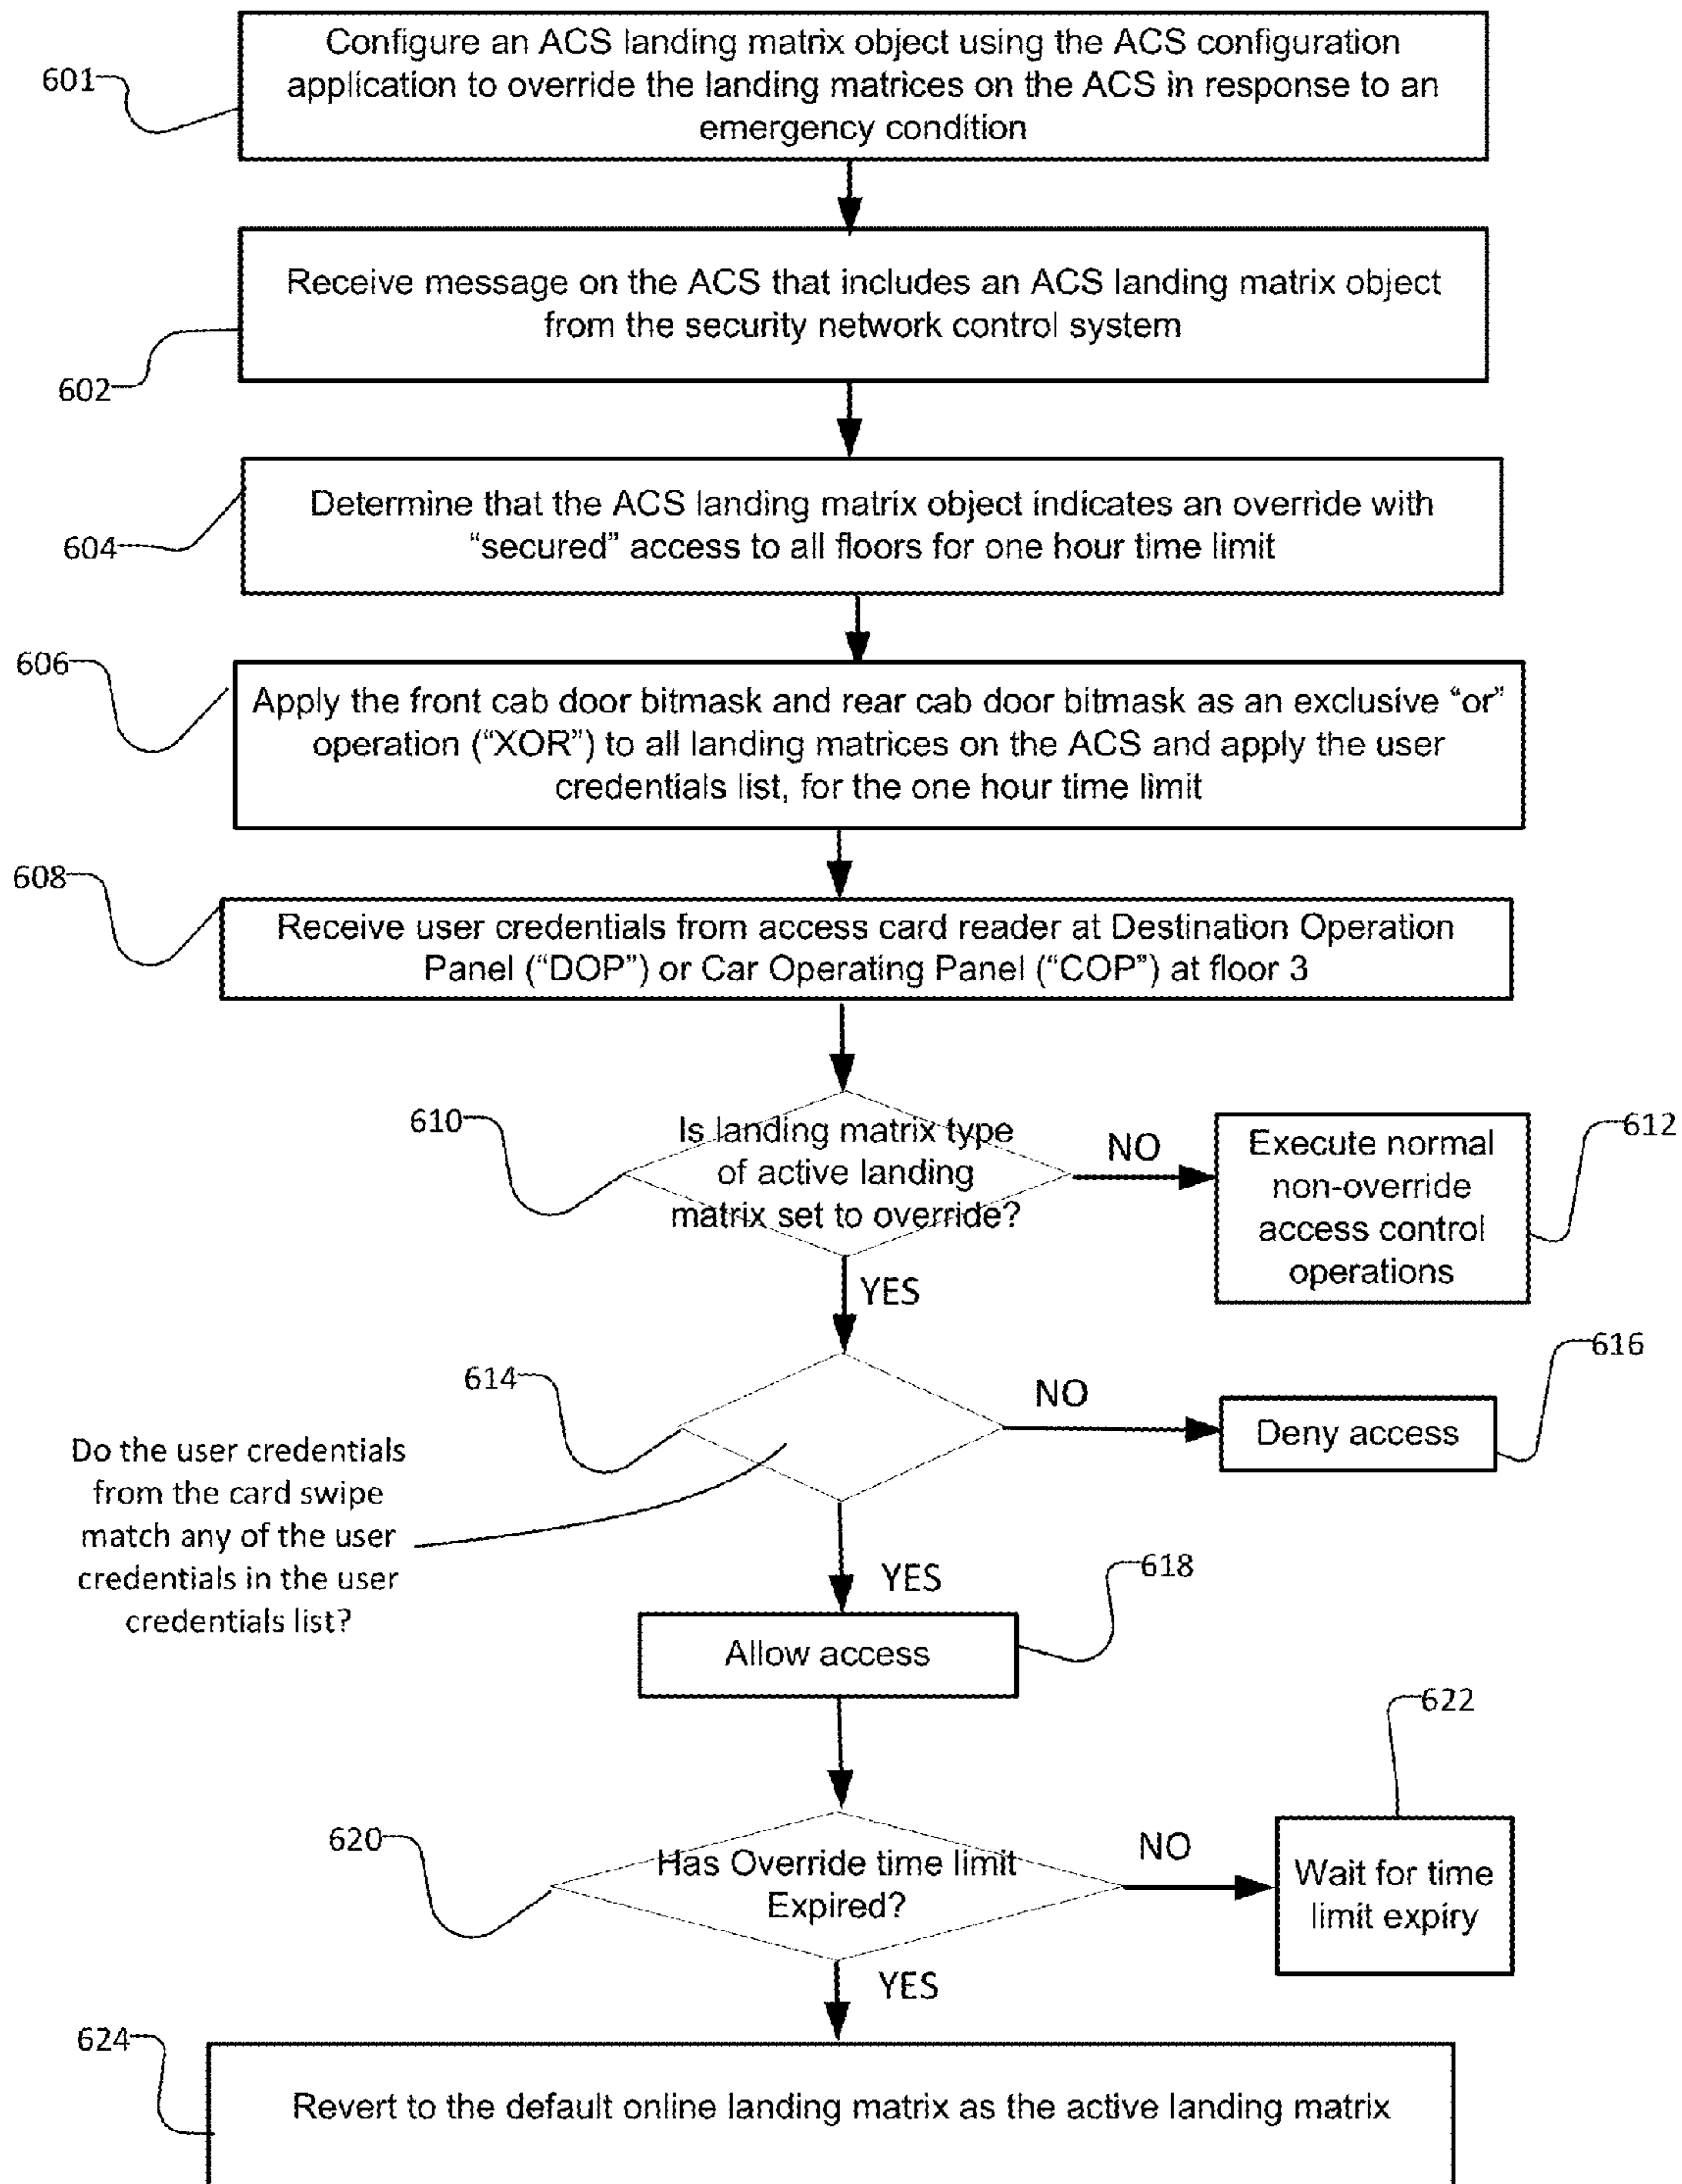 Configure an ACS landing matrix object using the ACS configuration
application to override the landing matrices on the ACS in response to an
emergency condition
601
Receive message on the ACS that includes an ACS landing matrix object
from the security network control system
602
Determine that the ACS landing matrix object indicates an override with
“secured” access to all floors for one hour time limit
604
606
Apply the front cab door bitmask and rear cab door bitmask as an exclusive “or”
operation (“XOR”) to all landing matrices on the ACS and apply the user
credentials list, for the one hour time limit
608
Receive user credentials from access card reader at Destination Operation
Panel (“DOP”) or Car Operating Panel (“COP”) at floor 3
610
Is landing matrix type
of active landing
matrix set to override?
NO
Execute normal
non-override
access control
operations
612
YES
614
NO
Deny access
616
Do the user credentials
from the card swipe
match any of the user
credentials in the user
credentials list?
YES
618
Allow access
620
Has Override time limit
Expired?
NO
622
Wait for time
limit expiry
YES
624
Revert to the default online landing matrix as the active landing matrix